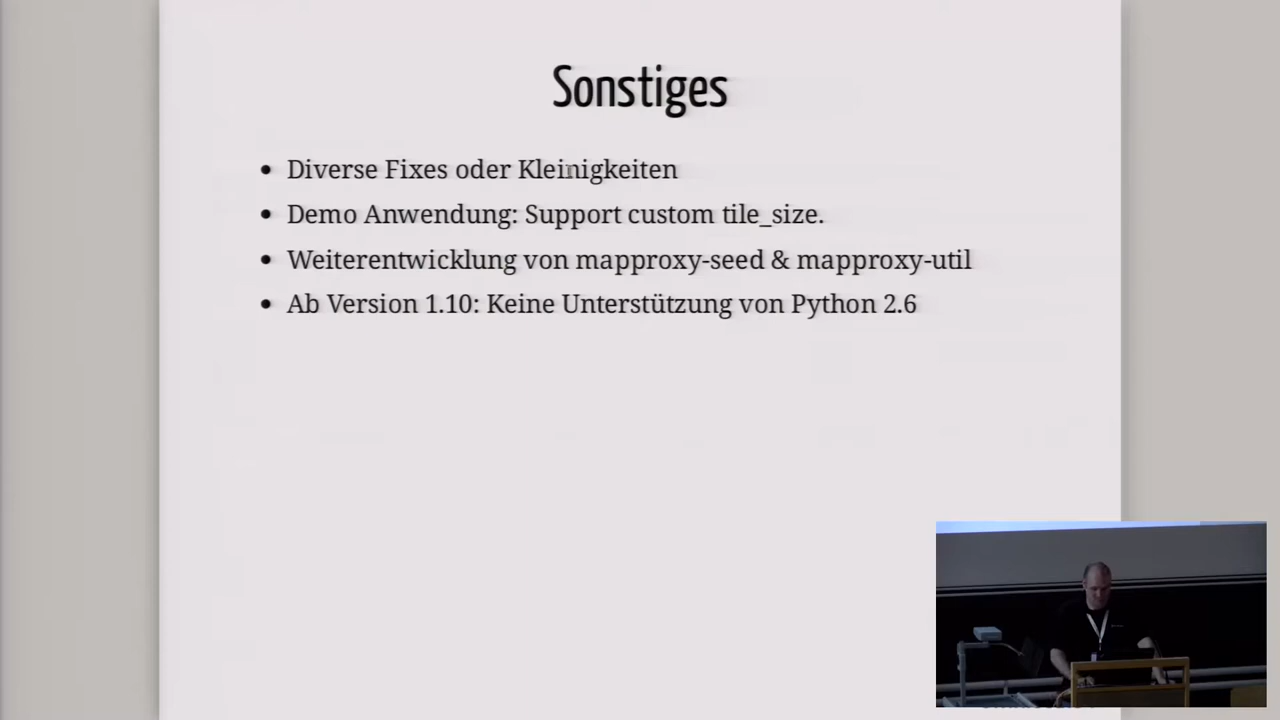 Sonstiges
Diverse Fixes oder Kleinigkeiten
Demo Anwendung: Support custom tile_size.
Weiterentwicklung von mapproxy-seed & mapproxy-util
Ab Version 1.10: Keine Unterstützung von Python 2.6